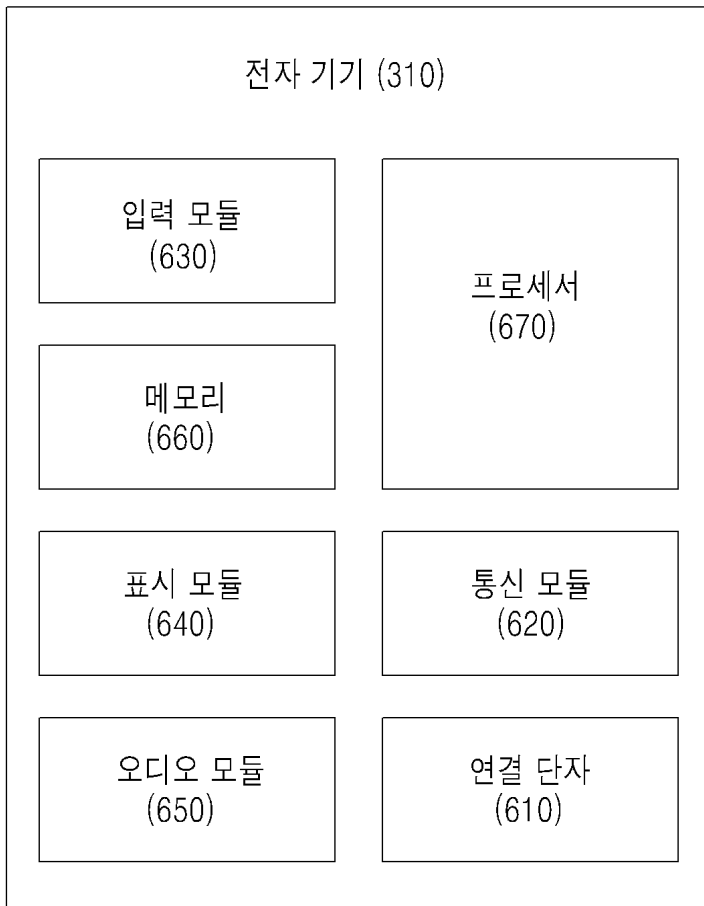 전자 기기 (310)
입력 모듈
(630)
프로세서
(670)
메모리
(660)
표시 모듈
(640)
통신 모듈
(620)
오디오 모듈
(650)
연결 단자
(610)